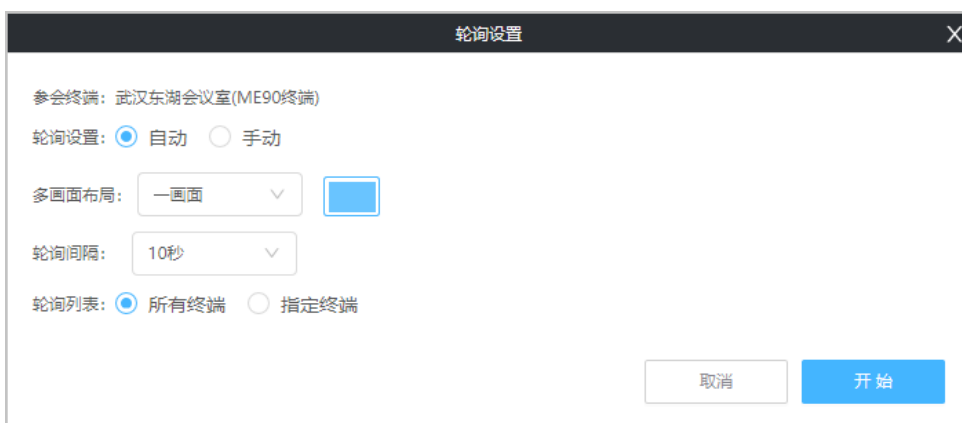 轮询设置 X
参会终端：武汉东湖会议室(ME90终端)
轮询设置： 自动 手动
多画面布局： 一画面
轮询间隔： 10秒
轮询列表： 所有终端 指定终端
取消 开 始